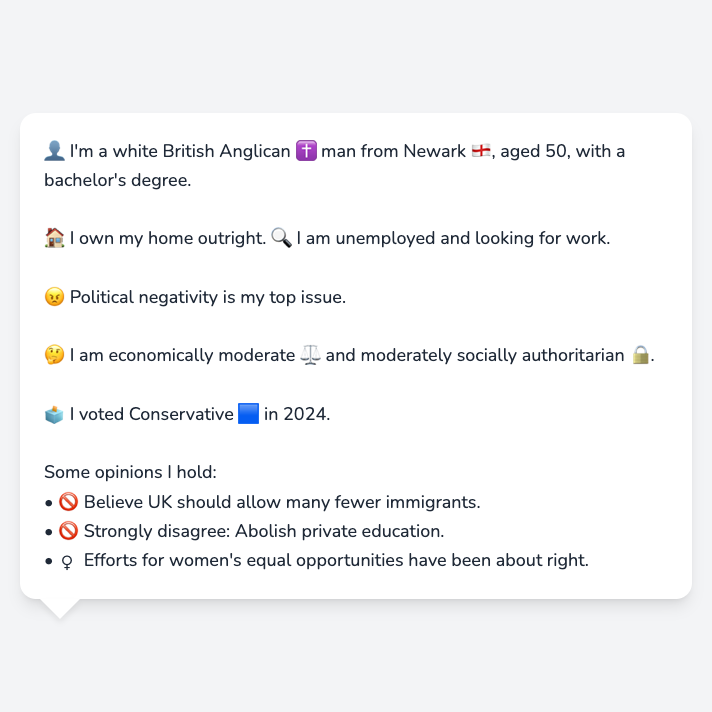 👤 I'm a white British Anglican ✝️ man from Newark 🏴󠁧󠁢󠁥󠁮󠁧󠁿, aged 50, with a
bachelor's degree.
🏠 I own my home outright. 🔍 I am unemployed and looking for work.
😠 Political negativity is my top issue.
🤔 I am economically moderate ⚖️ and moderately socially authoritarian 🔒.
🗳️ I voted Conservative 🟦 in 2024.
Some opinions I hold:
• 🚫 Believe UK should allow many fewer immigrants.
• 🚫 Strongly disagree: Abolish private education.
• ♀ Efforts for women's equal opportunities have been about right.